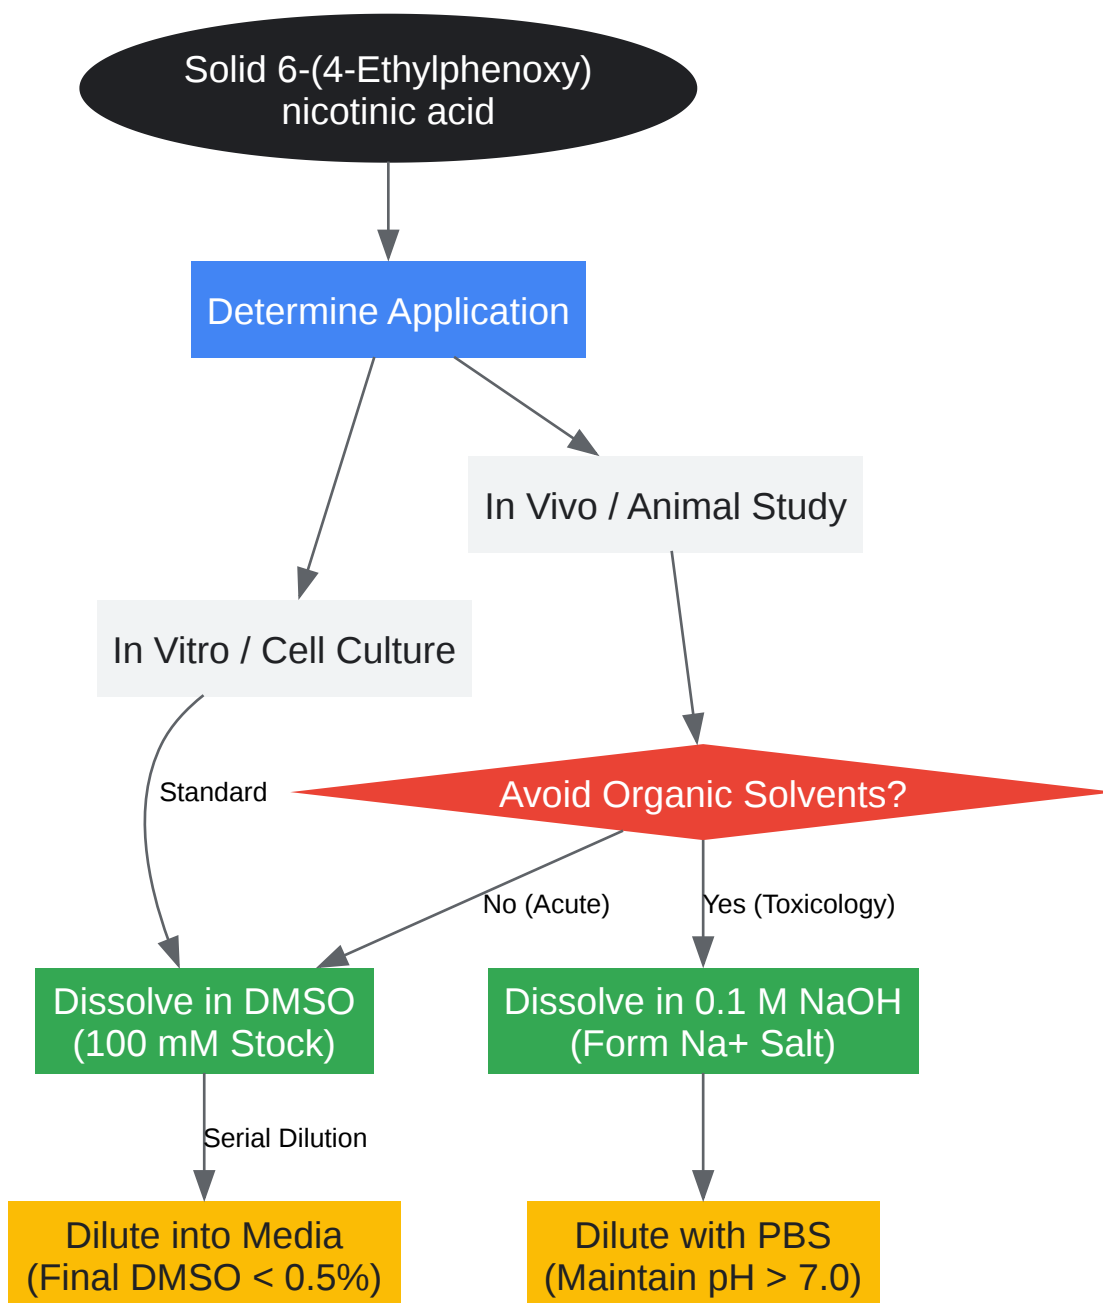 Solid 6-(4-Ethylphenoxy)
nicotinic acid
Determine Application
In Vivo / Animal Study
In Vitro / Cell Culture
Standard
Avoid Organic Solvents?
No (Acute)
Yes (Toxicology)
Dissolve in DMSO
(100 mM Stock)
Dissolve in 0.1 M NaOH
(Form Na+ Salt)
Serial Dilution
Dilute into Media
(Final DMSO < 0.5%)
Dilute with PBS
(Maintain pH > 7.0)